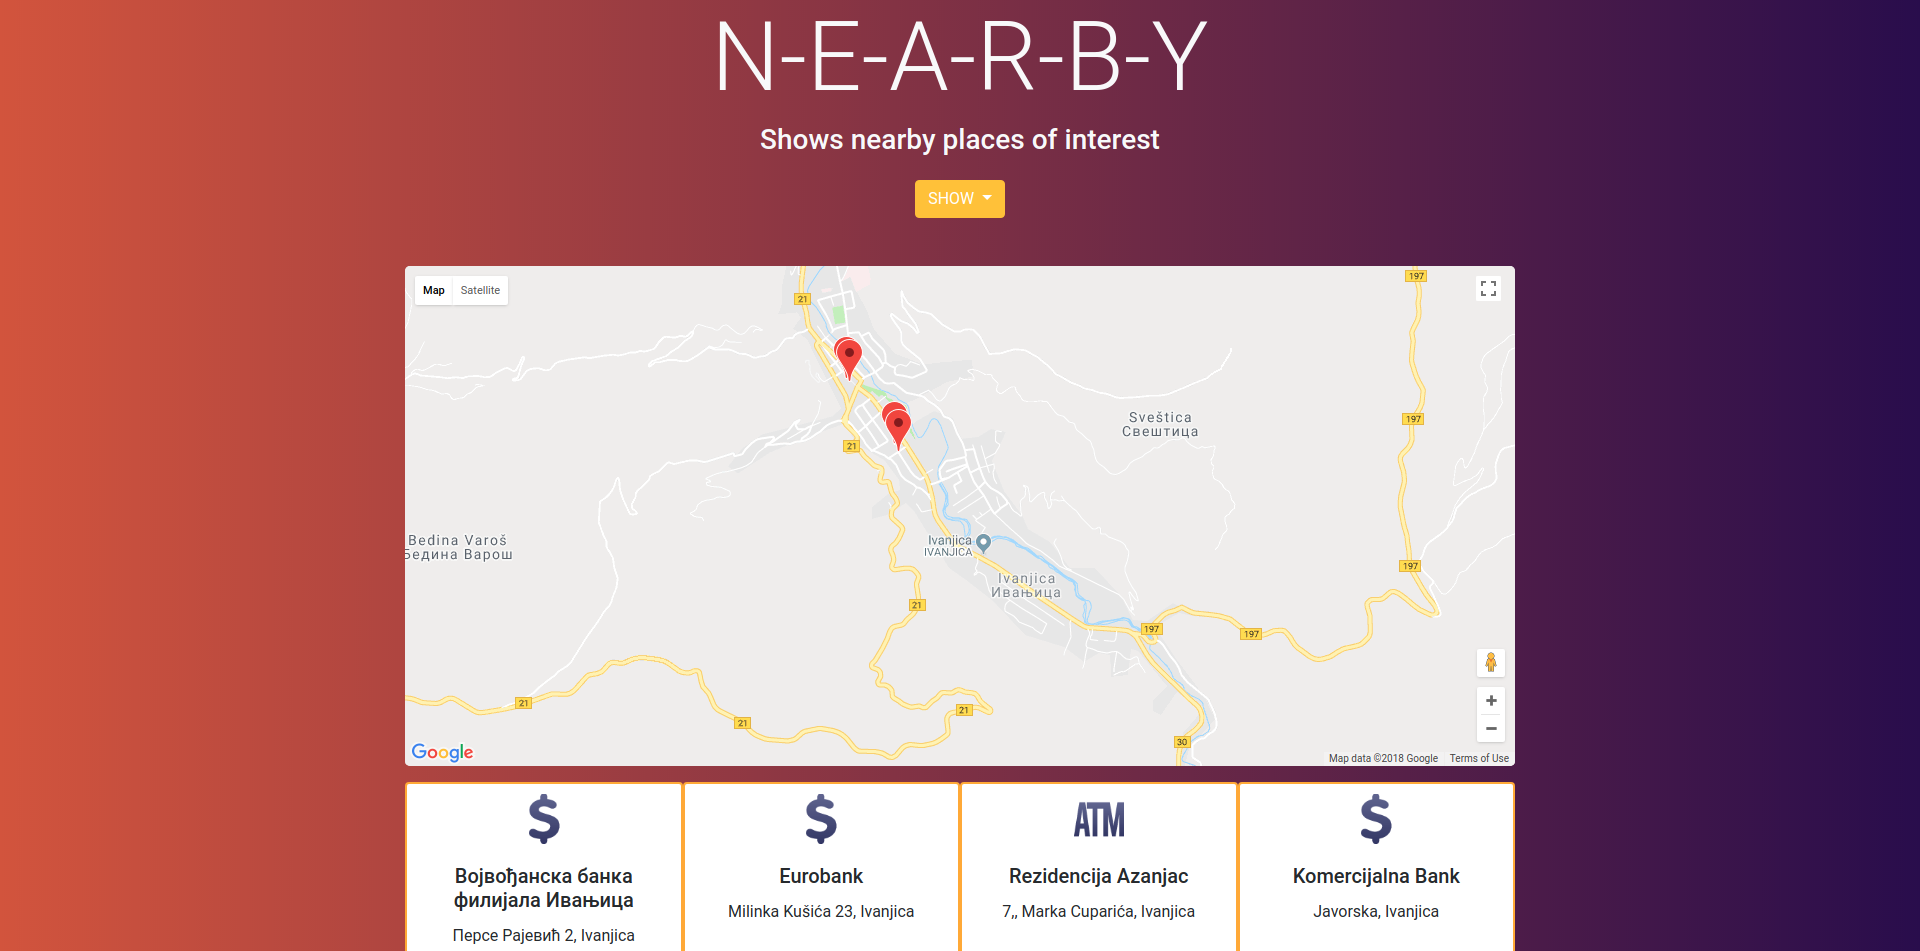 N-E-A-R-B-Y
Shows nearby places of interest
SHOW
Map Satellite
197
21
197
Sveštica
Свештица
21
Ivanjica
IVANJICA
Bedina Varoš
Бедина Варош
197
Ivanjica
Ивањица
21
197
197
21
21
21
30
Google
Map data ©2018 Google Terms of Use
ATM
Војвођанска банка
филијала Ивањица
Персе Рајевић 2, Ivanjica
Eurobank
Milinka Kušića 23, Ivanjica
Rezidencija Azanjac
7,, Marka Cuparića, Ivanjica
Komercijalna Bank
Javorska, Ivanjica